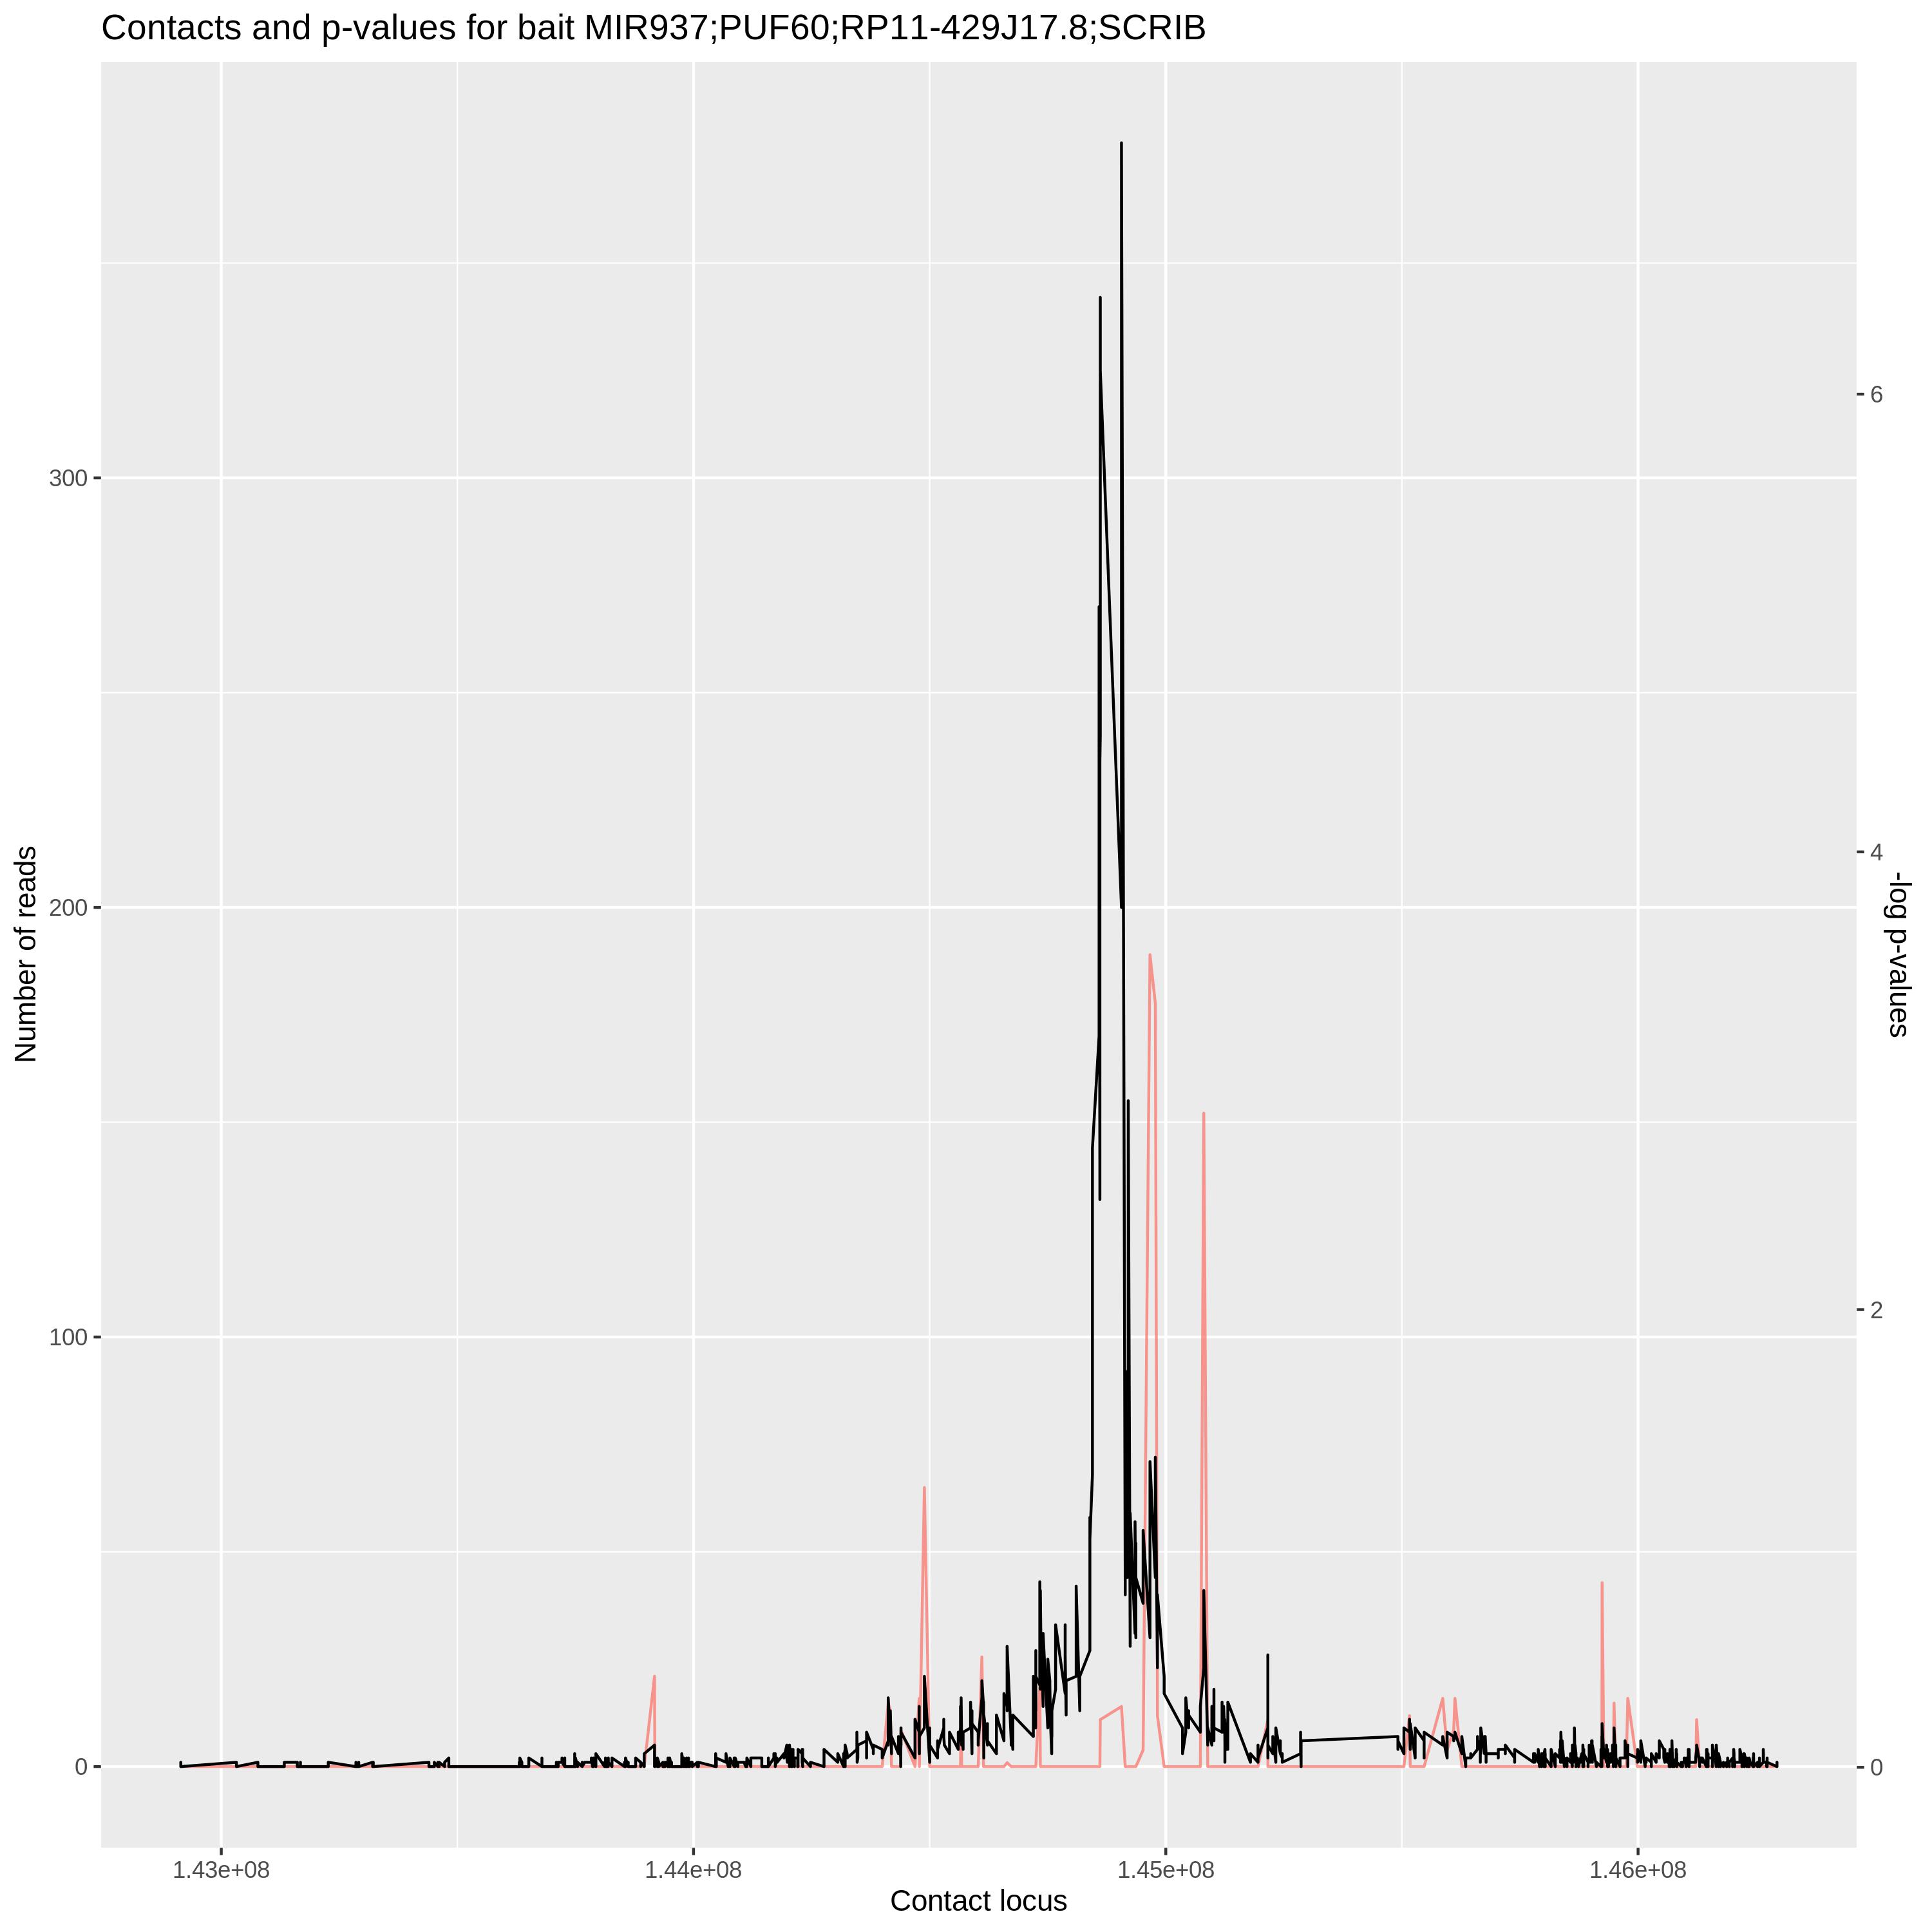 Contacts and p-values for bait MIR937;PUF60;RP11-429J17.8;SCRIB
300
200
100
0
Number of reads
6
4
2
0
-log p-values
1.43e+08 1.44e+08 1.45e+08 1.46e+08
Contact locus